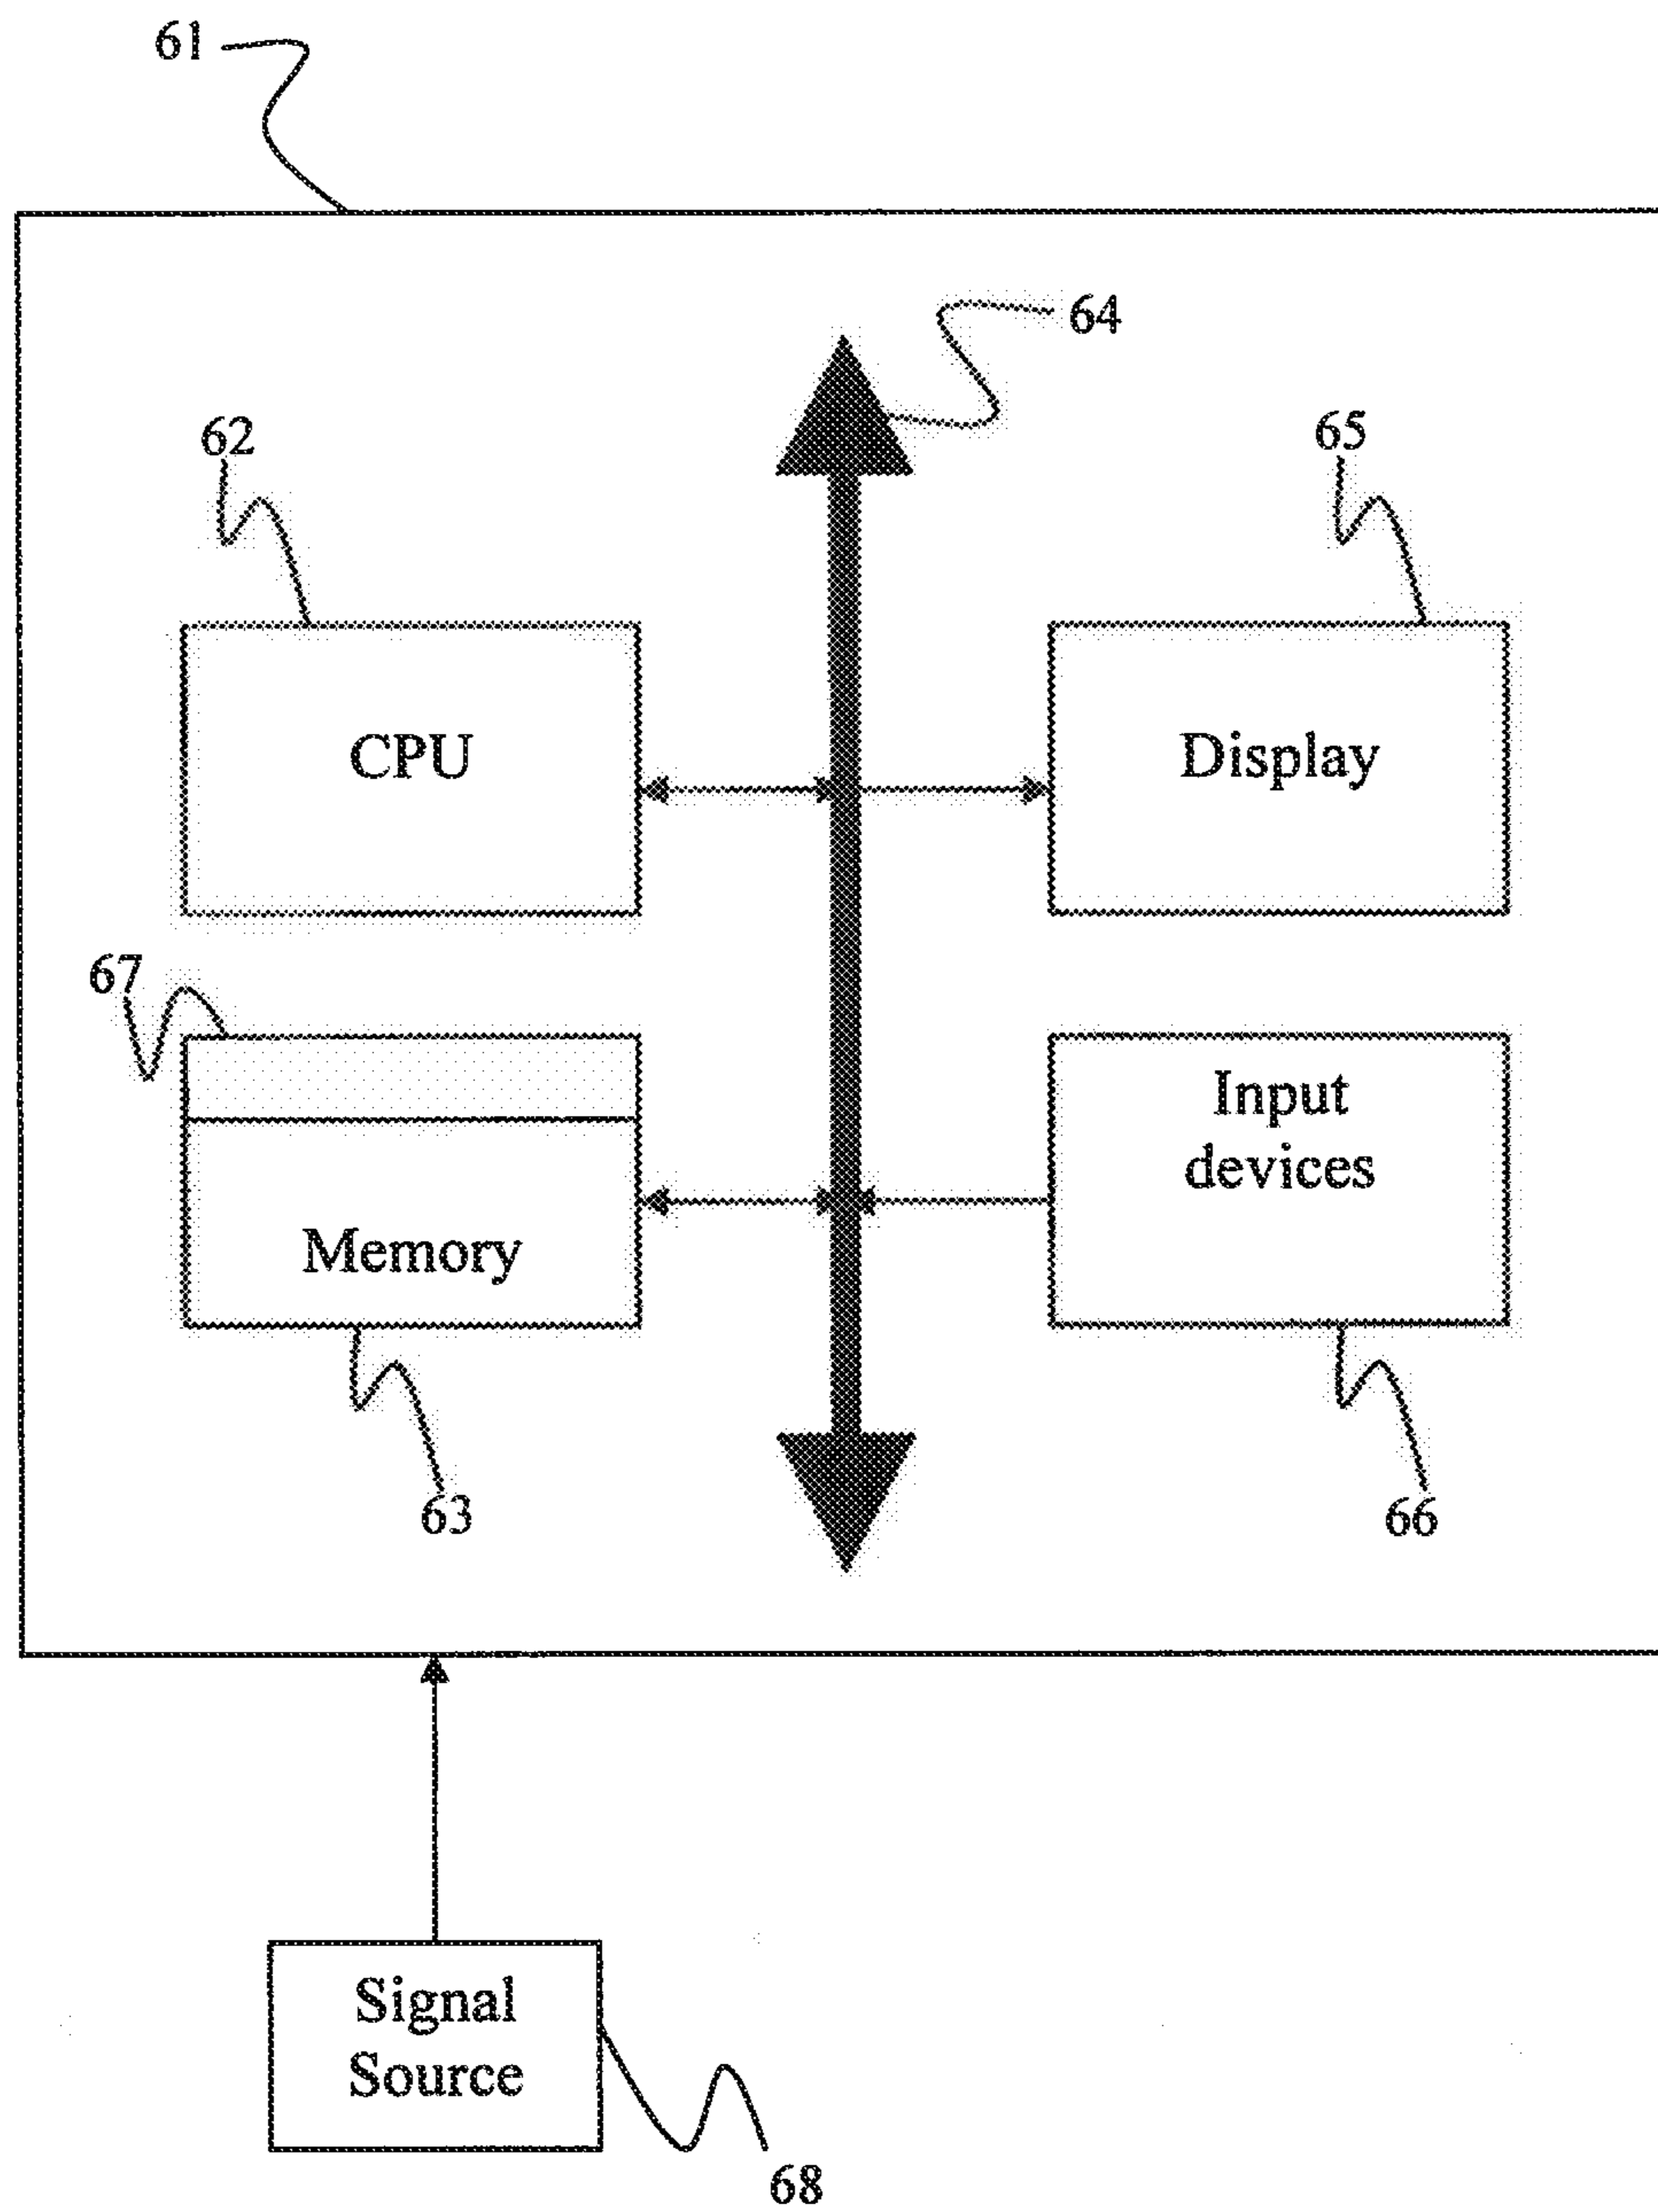 61
64
62
65
CPU
Display
67
Input
devices
Memory
63
66
Signal
Source
68